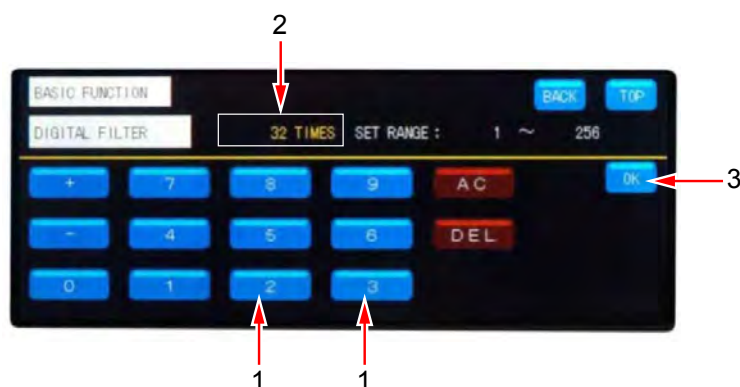 2
BASIC FUNCTION BACK TOP
DIGITAL FILTER 32 TIMES SET RANGE : 1 ~ 256
+ 7 8 9 AC OK 3
- 4 5 6 DEL
0 1 2 3
1 1